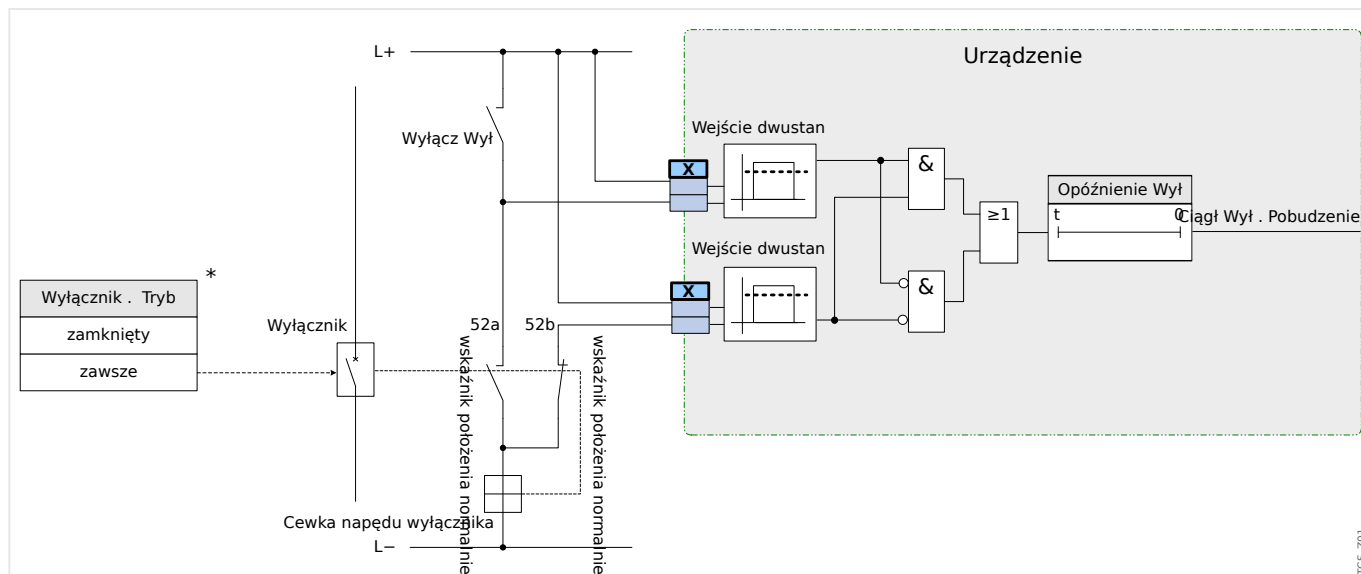 Urządzenie
L+
Wyłącz Wył
Wejście dwustan
X
&
Opóźnienie Wył
t
0
Ciągł Wył . Pobudzenie
≥1
Wejście dwustan
X
&
*
Wyłącznik . Tryb
zamknięty
zawsze
Wyłącznik
52a
52b
wskaźnik położenia normalnie
wskaźnik położenia normalnie
Cewka napędu wyłącznika
L−